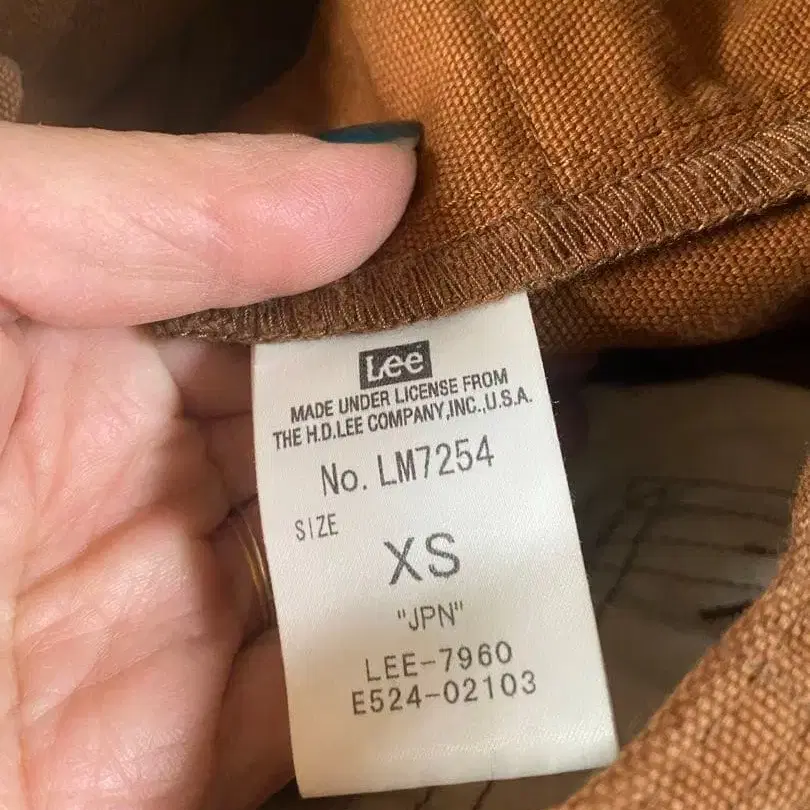 Lee
MADE UNDER LICENSE FROM
THE H.D.LEE COMPANY,INC.,U.S.A.
No. LM7254
SIZE
XS
"JPN"
LEE-7960
E524-02103